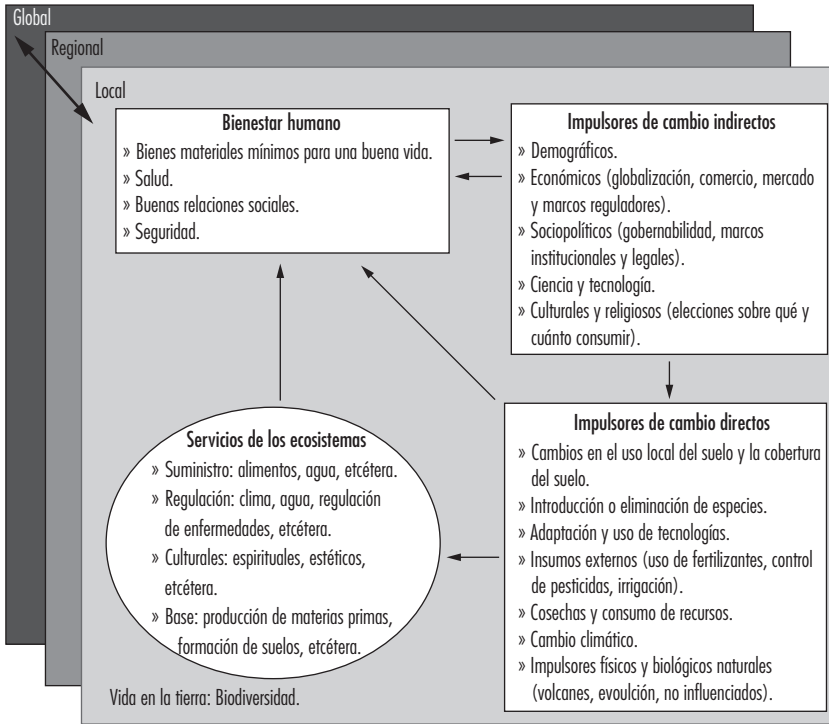 Global
Regional
Local
Bienestar humano
» Bienes materiales mínimos para una buena vida.
» Salud.
» Buenas relaciones sociales.
» Seguridad.
Impulsores de cambio indirectos
» Demográficos.
» Económicos (globalización, comercio, mercado
y marcos reguladores).
» Sociopolíticos (gobernabilidad, marcos
institucionales y legales).
» Ciencia y tecnología.
» Culturales y religiosos (elecciones sobre qué y
cuánto consumir).
Servicios de los ecosistemas
» Suministro: alimentos, agua, etcétera.
» Regulación: clima, agua, regulación
de enfermedades, etcétera.
» Culturales: espirituales, estéticos,
etcétera.
» Base: producción de materias primas,
formación de suelos, etcétera.
Impulsores de cambio directos
» Cambios en el uso local del suelo y la cobertura
del suelo.
» Introducción o eliminación de especies.
» Adaptación y uso de tecnologías.
» Insumos externos (uso de fertilizantes, control
de pesticidas, irrigación).
» Cosechas y consumo de recursos.
» Cambio climático.
» Impulsores físicos y biológicos naturales
(volcanes, evoulción, no influenciados).
Vida en la tierra: Biodiversidad.